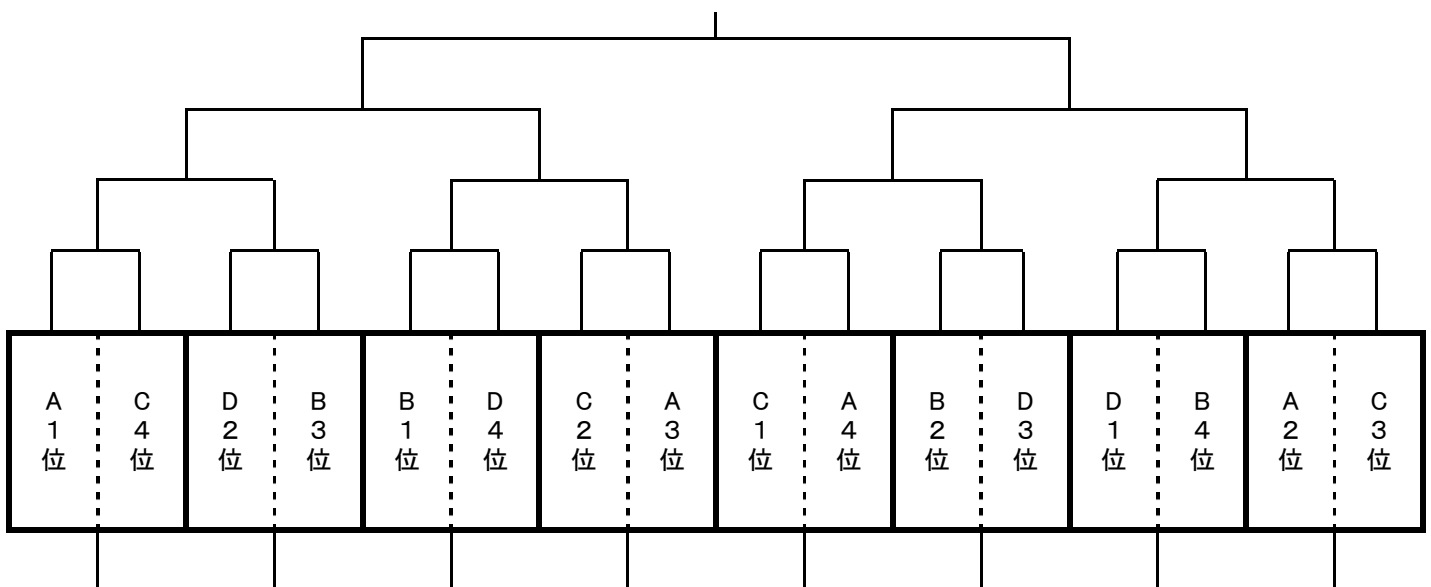 A1位
C4位
D2位
B3位
B1位
D4位
C2位
A3位
C1位
A4位
B2位
D3位
D1位
B4位
A2位
C3位